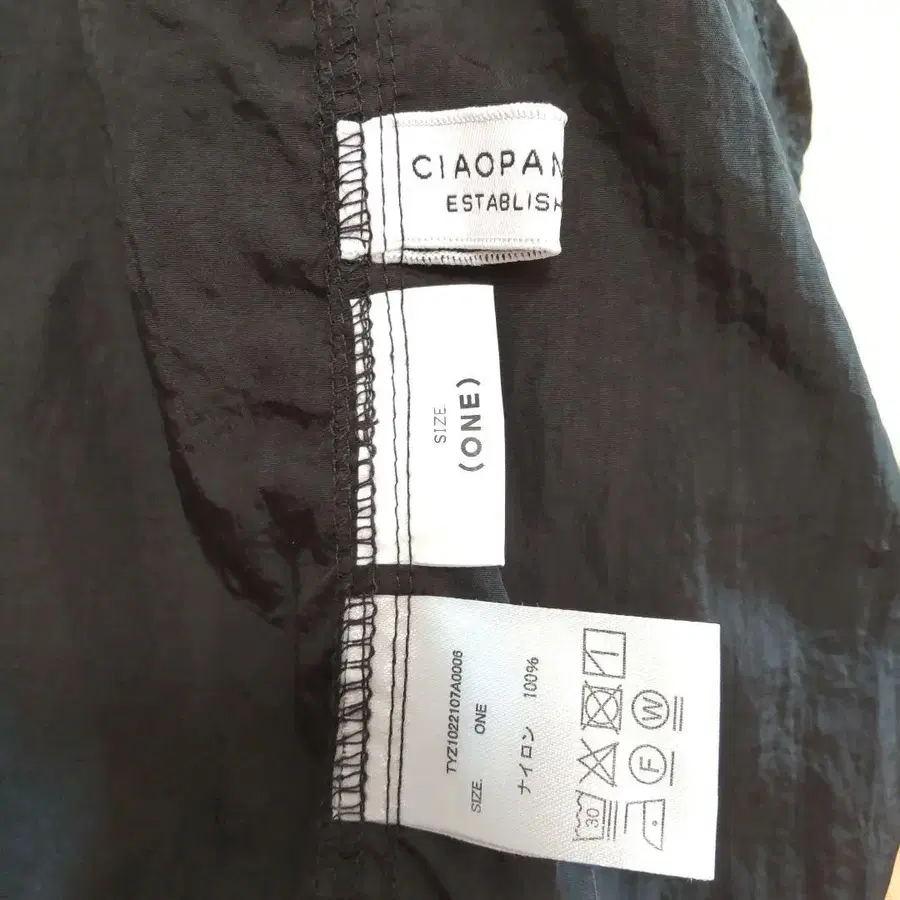 CIAOPAN
ESTABLISH
SIZE.
(ONE)
TYZ1022107A0006
SIZE. ONE
ナイロン 100%
30
F
W